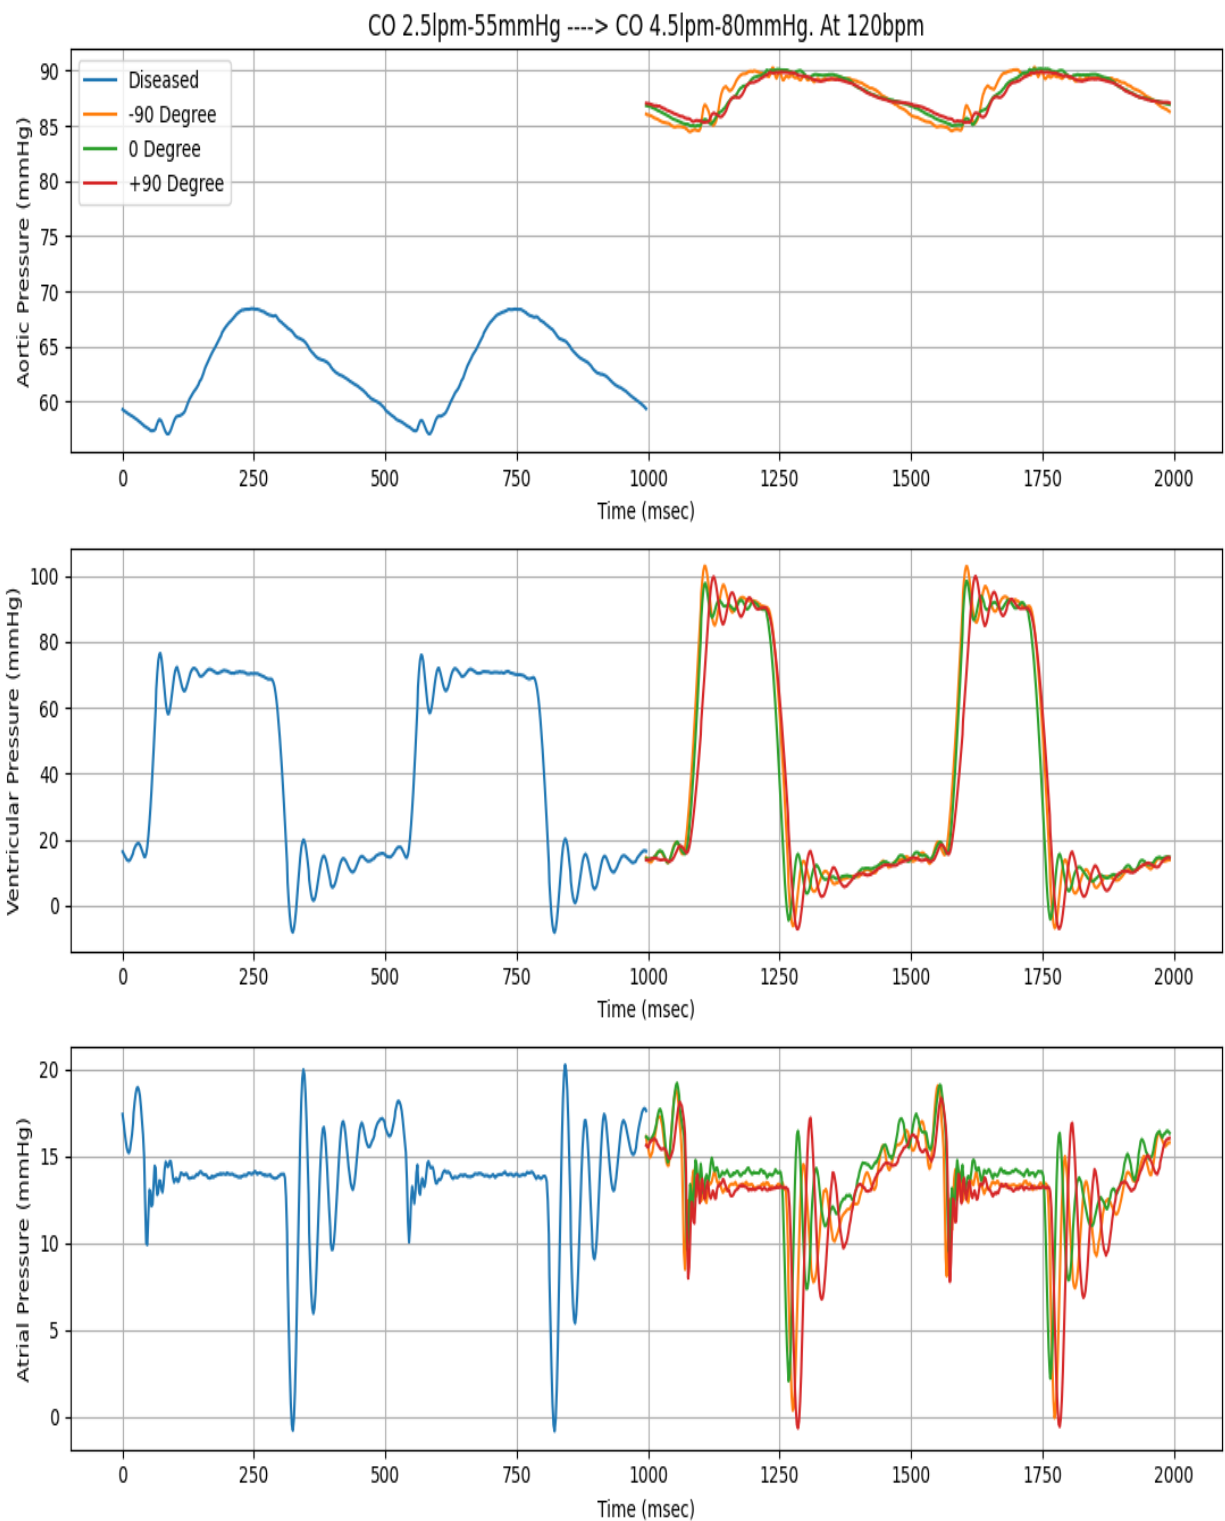 CO 2.5lpm-55mmHg ----> CO 4.5lpm-80mmHg. At 120bpm
Aortic Pressure (mmHg)
90
85
80
75
70
65
60
Diseased
-90 Degree
0 Degree
+90 Degree
0 250 500 750 1000 1250 1500 1750 2000
Time (msec)
Ventricular Pressure (mmHg)
100
80
60
40
20
0
0 250 500 750 1000 1250 1500 1750 2000
Time (msec)
Atrial Pressure (mmHg)
20
15
10
5
0
0 250 500 750 1000 1250 1500 1750 2000
Time (msec)